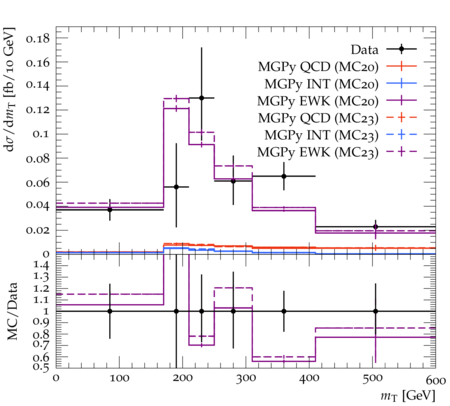 dσ/dmT [fb/10 GeV]
0.18
0.16
0.14
0.12
0.1
0.08
0.06
0.04
0.02
0
Data
MGPy QCD (MC20)
MGPy INT (MC20)
MGPy EWK (MC20)
MGPy QCD (MC23)
MGPy INT (MC23)
MGPy EWK (MC23)
MC/Data
1.4
1.3
1.2
1.1
1
0.9
0.8
0.7
0.6
0.5
0 100 200 300 400 500 600
mT [GeV]